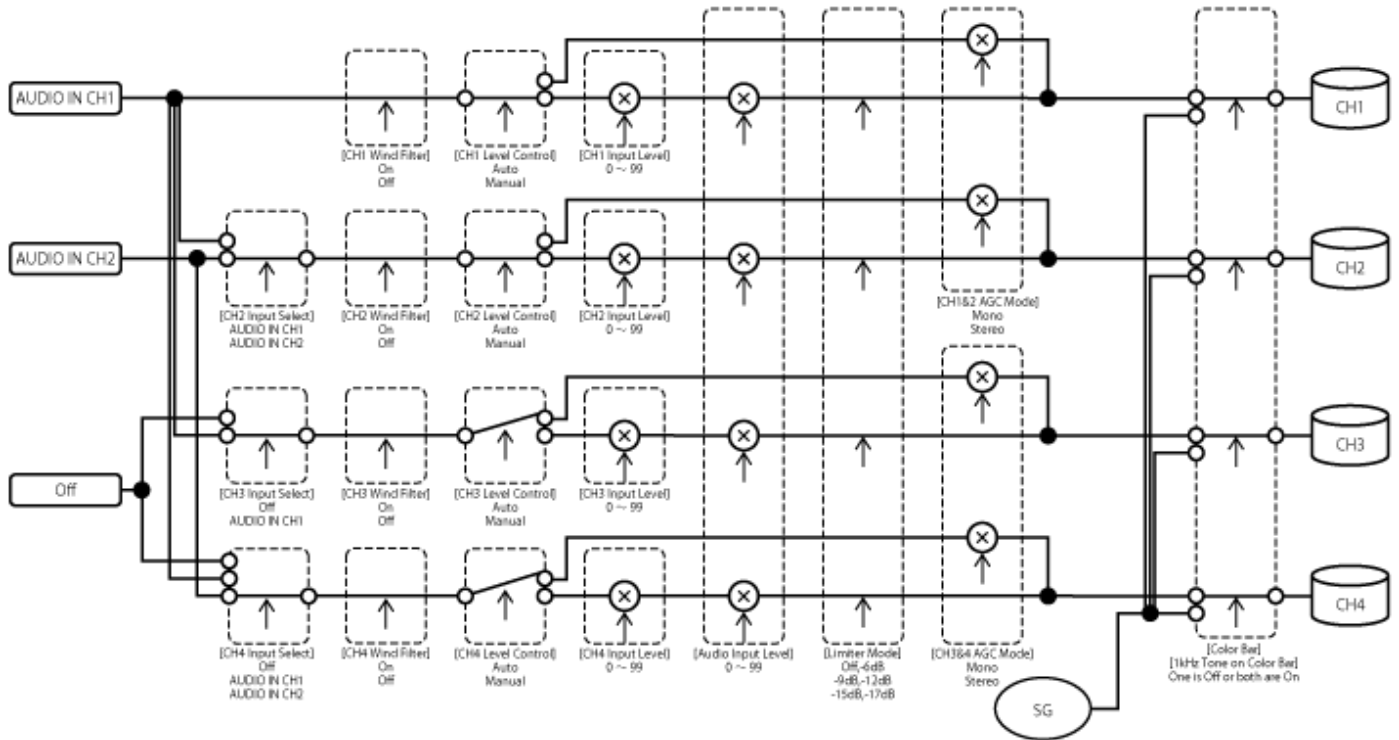 AUDIO IN CH1
CH1
[CH1 Wind Filter]
On
Off
[CH1 Level Control]
Auto
Manual
[CH1 Input Level]
0 ~ 99
AUDIO IN CH2
CH2
[CH2 Input Select]
AUDIO IN CH1
AUDIO IN CH2
[CH2 Wind Filter]
On
Off
[CH2 Level Control]
Auto
Manual
[CH2 Input Level]
0 ~ 99
[CH1&2 AGC Mode]
Mono
Stereo
CH3
Off
[CH3 Input Select]
Off
AUDIO IN CH1
[CH3 Wind Filter]
On
Off
[CH3 Level Control]
Auto
Manual
[CH3 Input Level]
0 ~ 99
CH4
[CH4 Input Select]
Off
AUDIO IN CH1
AUDIO IN CH2
[CH4 Wind Filter]
On
Off
[CH4 Level Control]
Auto
Manual
[CH4 Input Level]
0 ~ 99
[Audio Input Level]
0 ~ 99
[Limiter Mode]
Off,-6dB
-9dB,-12dB
-15dB,-17dB
[CH3&4 AGC Mode]
Mono
Stereo
[Color Bar]
[1kHz Tone on Color Bar]
One is Off or both are On
SG